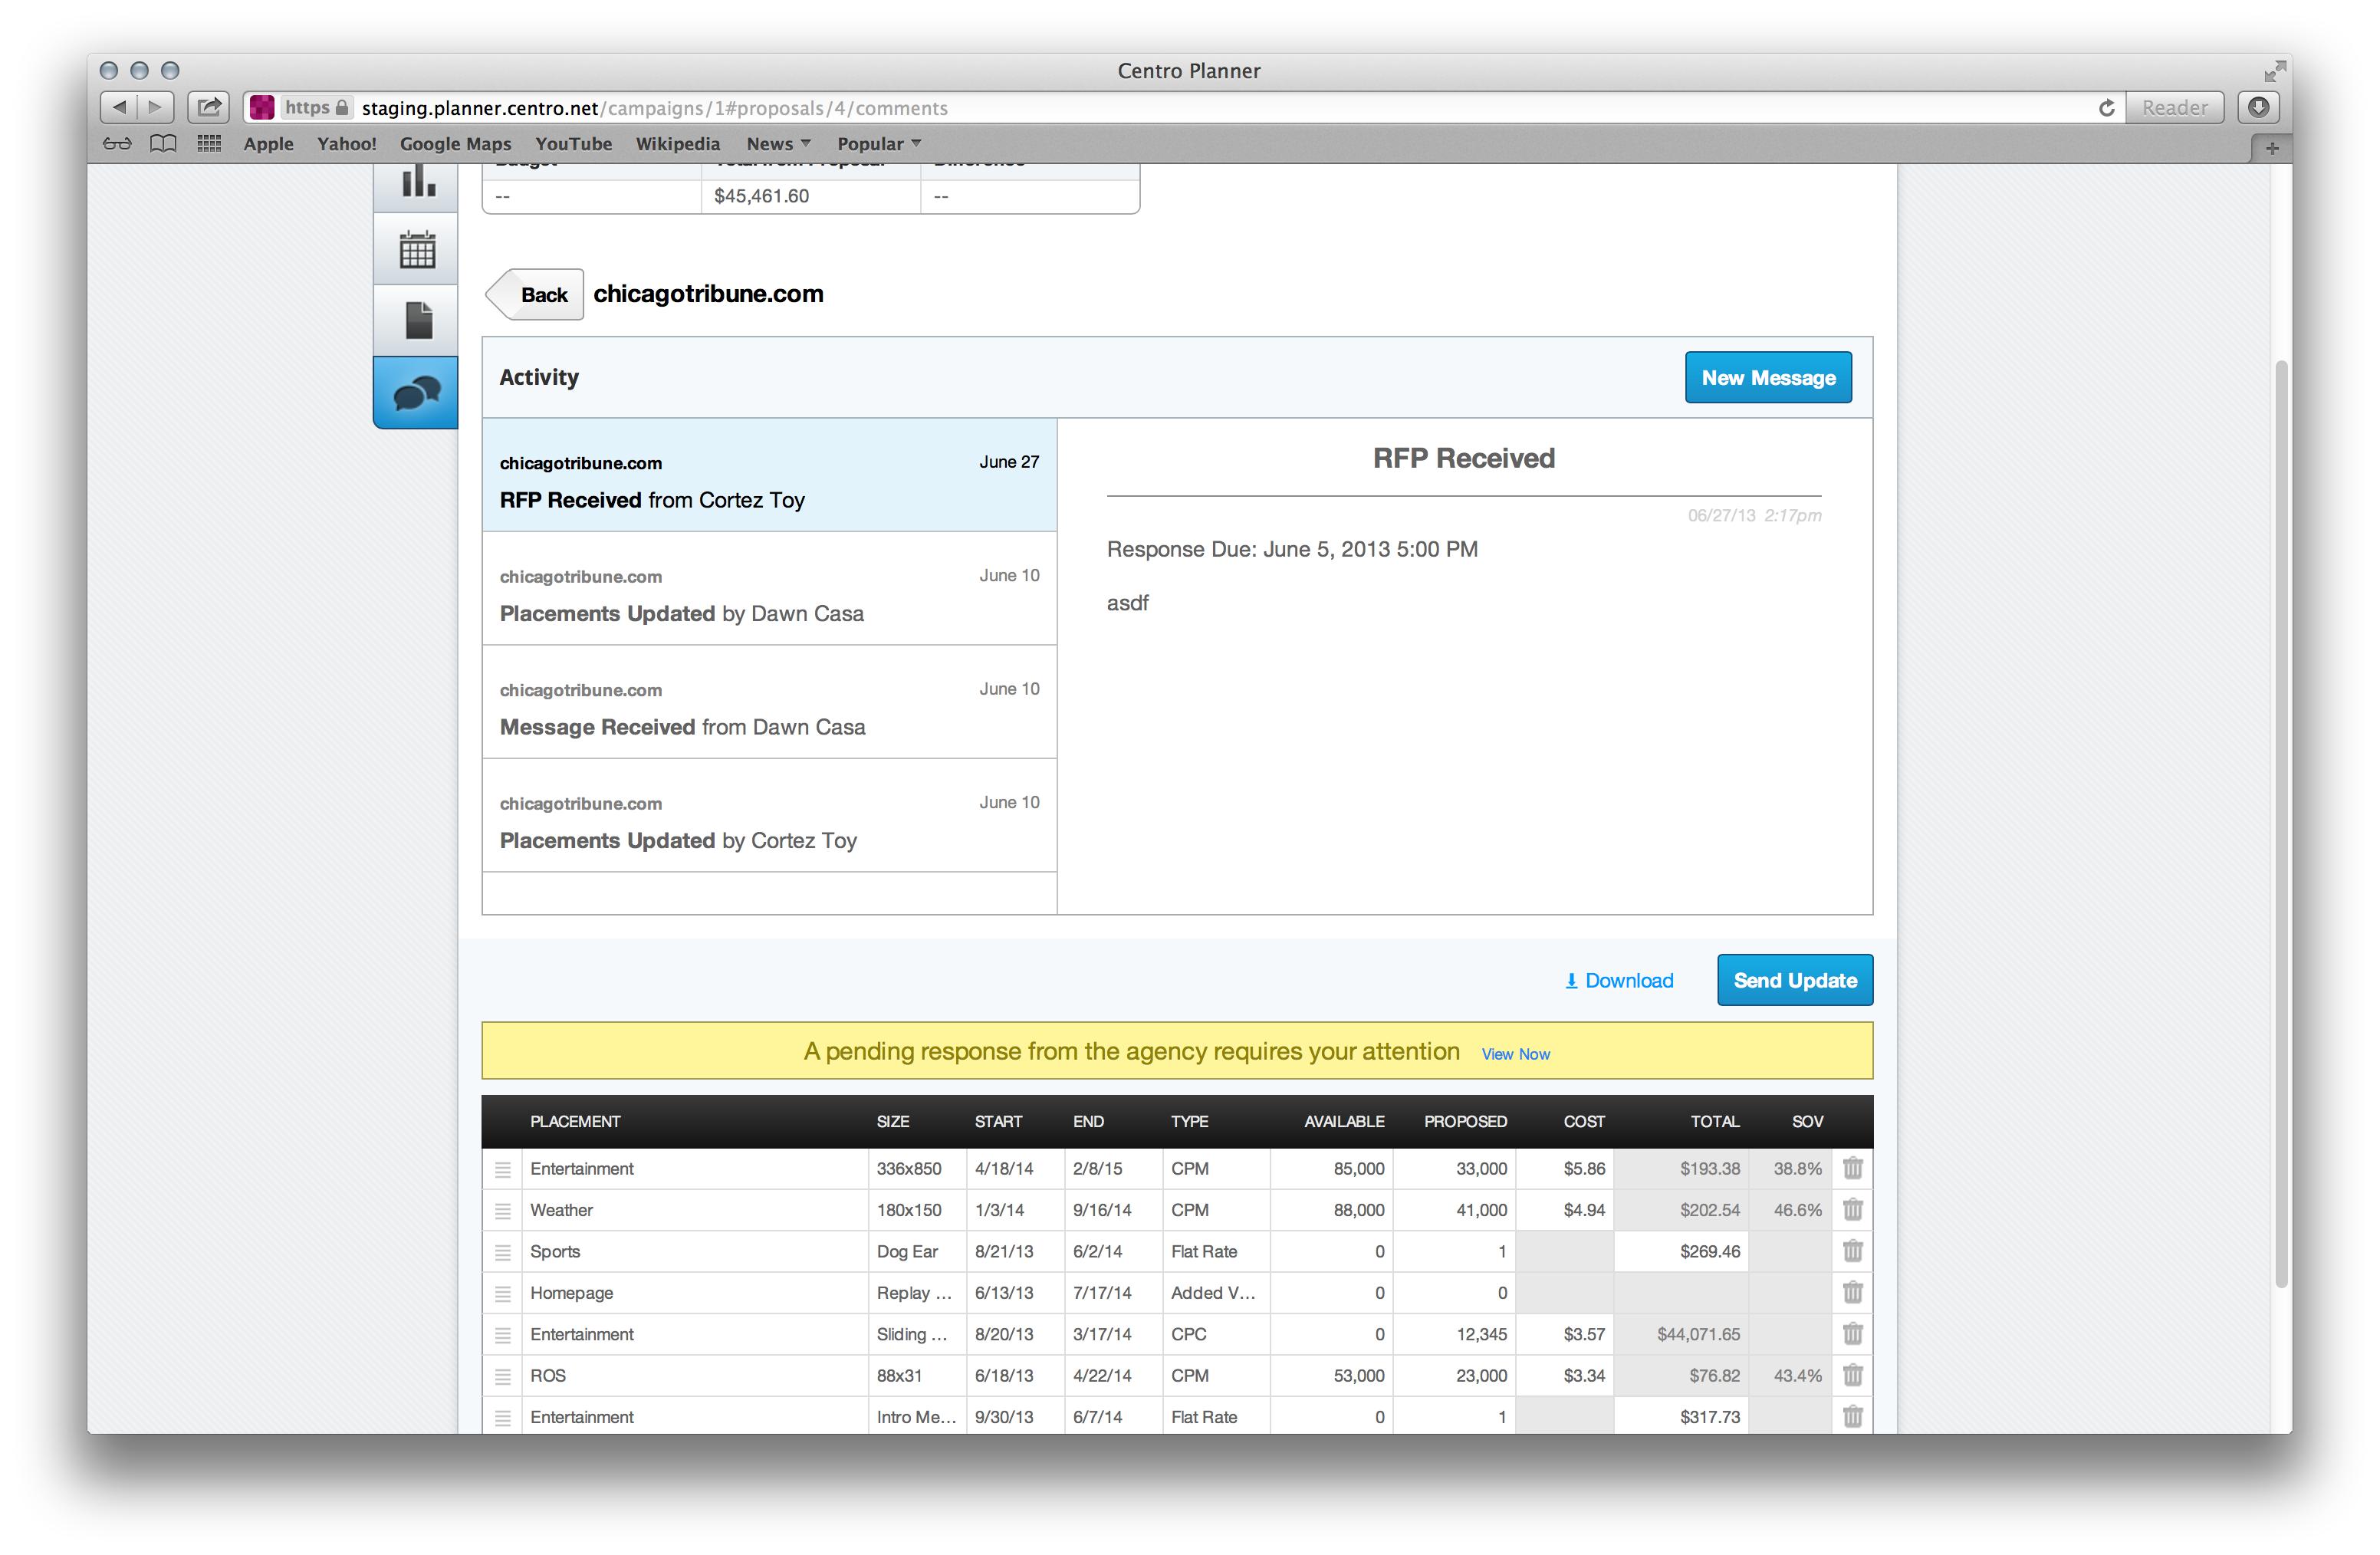 Centro Planner
https staging.planner.centro.net/campaigns/1#proposals/4/comments Reader
Apple Yahoo! Google Maps YouTube Wikipedia News Popular
Budget Total from Proposal Difference
-- $45,461.60 --
Back chicagotribune.com
Activity New Message
chicagotribune.com June 27
RFP Received from Cortez Toy
chicagotribune.com June 10
Placements Updated by Dawn Casa
chicagotribune.com June 10
Message Received from Dawn Casa
chicagotribune.com June 10
Placements Updated by Cortez Toy
RFP Received
06/27/13 2:17pm
Response Due: June 5, 2013 5:00 PM
asdf
Download Send Update
A pending response from the agency requires your attention View Now
PLACEMENT SIZE START END TYPE AVAILABLE PROPOSED COST TOTAL SOV
Entertainment 336x850 4/18/14 2/8/15 CPM 85,000 33,000 $5.86 $193.38 38.8%
Weather 180x150 1/3/14 9/16/14 CPM 88,000 41,000 $4.94 $202.54 46.6%
Sports Dog Ear 8/21/13 6/2/14 Flat Rate 0 1 $269.46
Homepage Replay ... 6/13/13 7/17/14 Added V... 0 0
Entertainment Sliding ... 8/20/13 3/17/14 CPC 0 12,345 $3.57 $44,071.65
ROS 88x31 6/18/13 4/22/14 CPM 53,000 23,000 $3.34 $76.82 43.4%
Entertainment Intro Me... 9/30/13 6/7/14 Flat Rate 0 1 $317.73